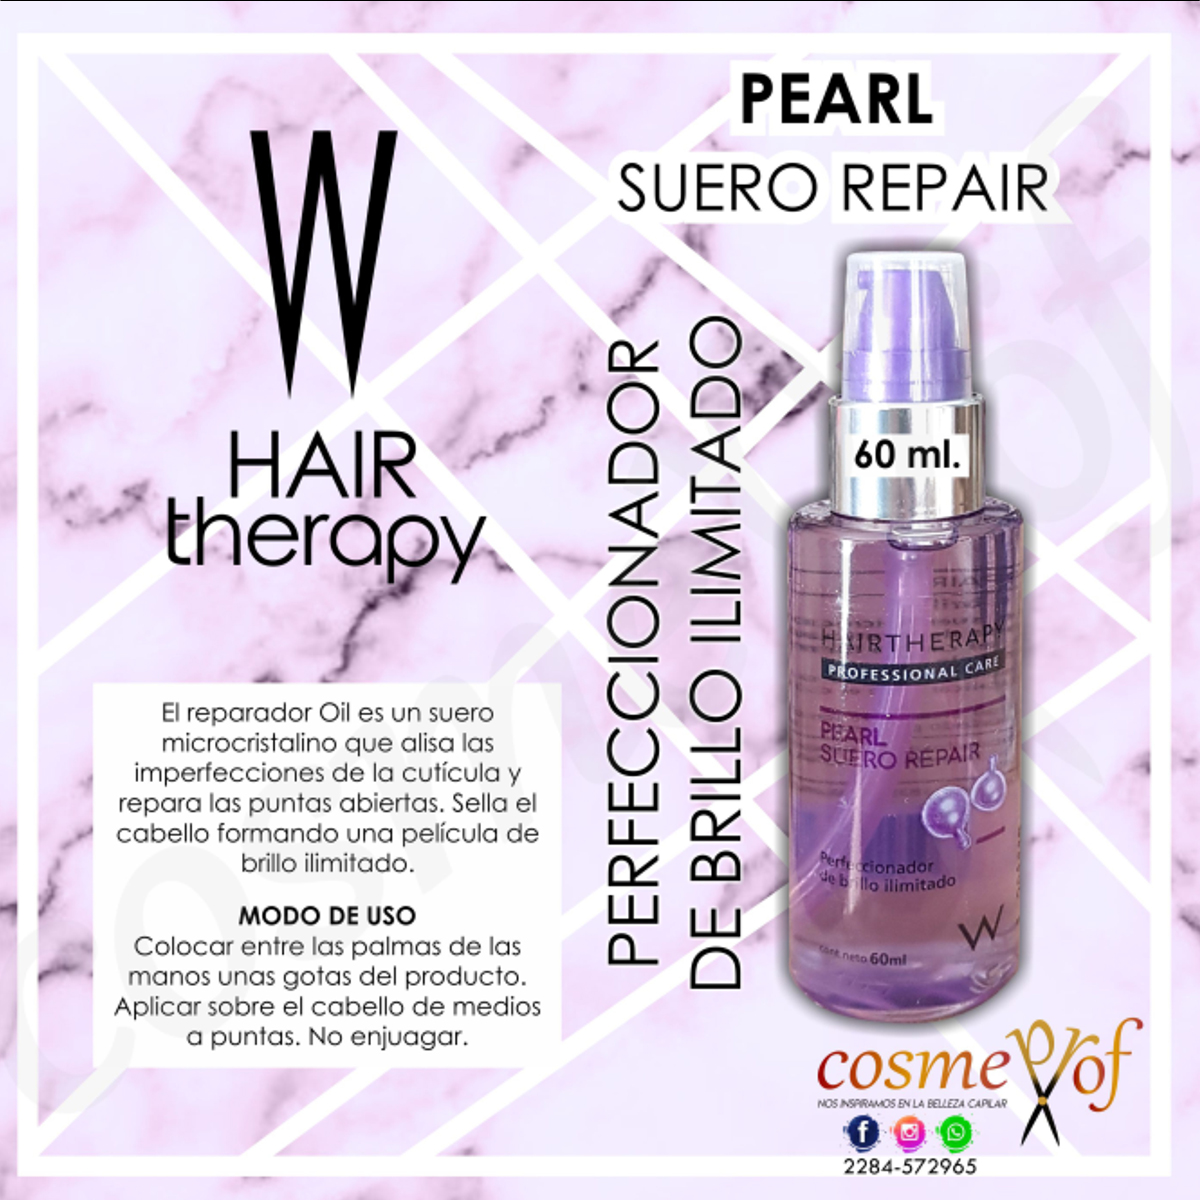 PEARL
SUERO REPAIR
W
HAIR
therapy
PERFECCIONADOR
DE BRILLO ILIMITADO
60 ml.
HAIRTHERAPY
PROFESSIONAL CARE
PEARL
SUERO REPAIR
Perfeccionador
de brillo ilimitado
W
cont. neto 60ml
El reparador Oil es un suero
microcristalino que alisa las
imperfecciones de la cutícula y
repara las puntas abiertas. Sella el
cabello formando una película de
brillo ilimitado.
MODO DE USO
Colocar entre las palmas de las
manos unas gotas del producto.
Aplicar sobre el cabello de medios
a puntas. No enjuagar.
cosmeprof
NOS INSPIRAMOS EN LA BELLEZA CAPILAR
2284-572965